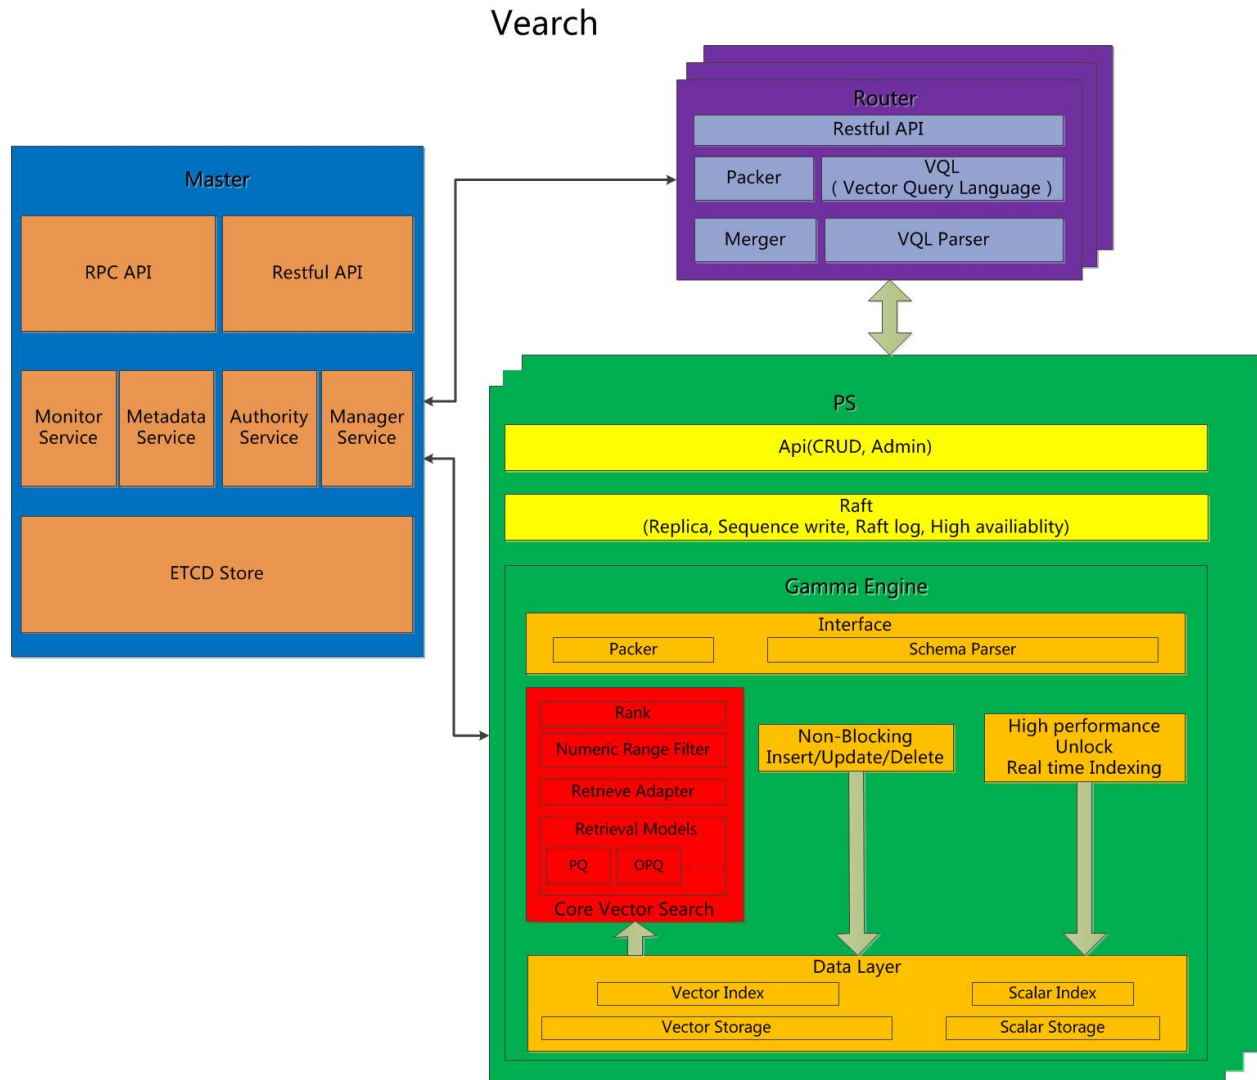 Vearch
Master
RPC API
Restful API
Monitor
Service
Metadata
Service
Authority
Service
Manager
Service
ETCD Store
Router
Restful API
Packer
VQL
( Vector Query Language )
Merger
VQL Parser
PS
Api(CRUD, Admin)
Raft
(Replica, Sequence write, Raft log, High availiablity)
Gamma Engine
Interface
Packer
Schema Parser
Rank
Numeric Range Filter
Retrieve Adapter
Retrieval Models
PQ
OPQ
Core Vector Search
Non-Blocking
Insert/Update/Delete
High performance
Unlock
Real time Indexing
Data Layer
Vector Index
Scalar Index
Vector Storage
Scalar Storage